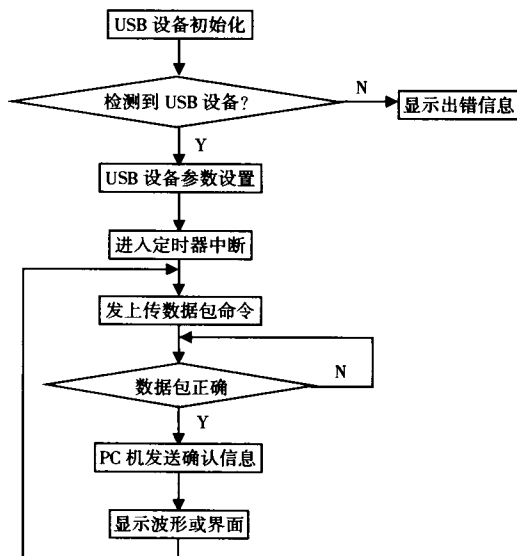 USB 设备初始化
检测到 USB 设备?
N
显示出错信息
Y
USB 设备参数设置
进入定时器中断
发上传数据包命令
数据包正确
N
Y
PC 机发送确认信息
显示波形或界面